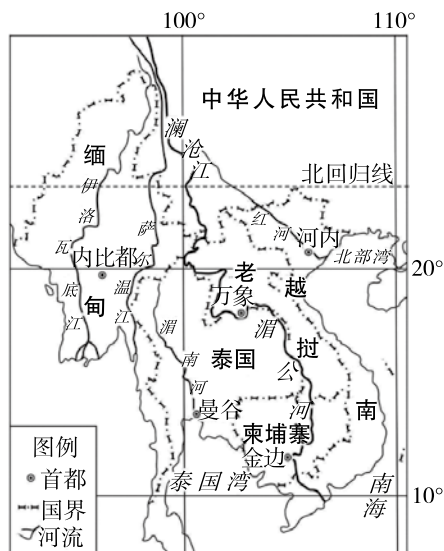 100° 110°
中华人民共和国
澜沧江
缅甸
伊洛瓦底江
北回归线
萨尔温江
红河
河内
北部湾
内比都
20°
老挝
越南
万象
湄公河
湄南河
泰国
曼谷
柬埔寨
金边
泰国湾
南海
10°
图例
首都
国界
河流